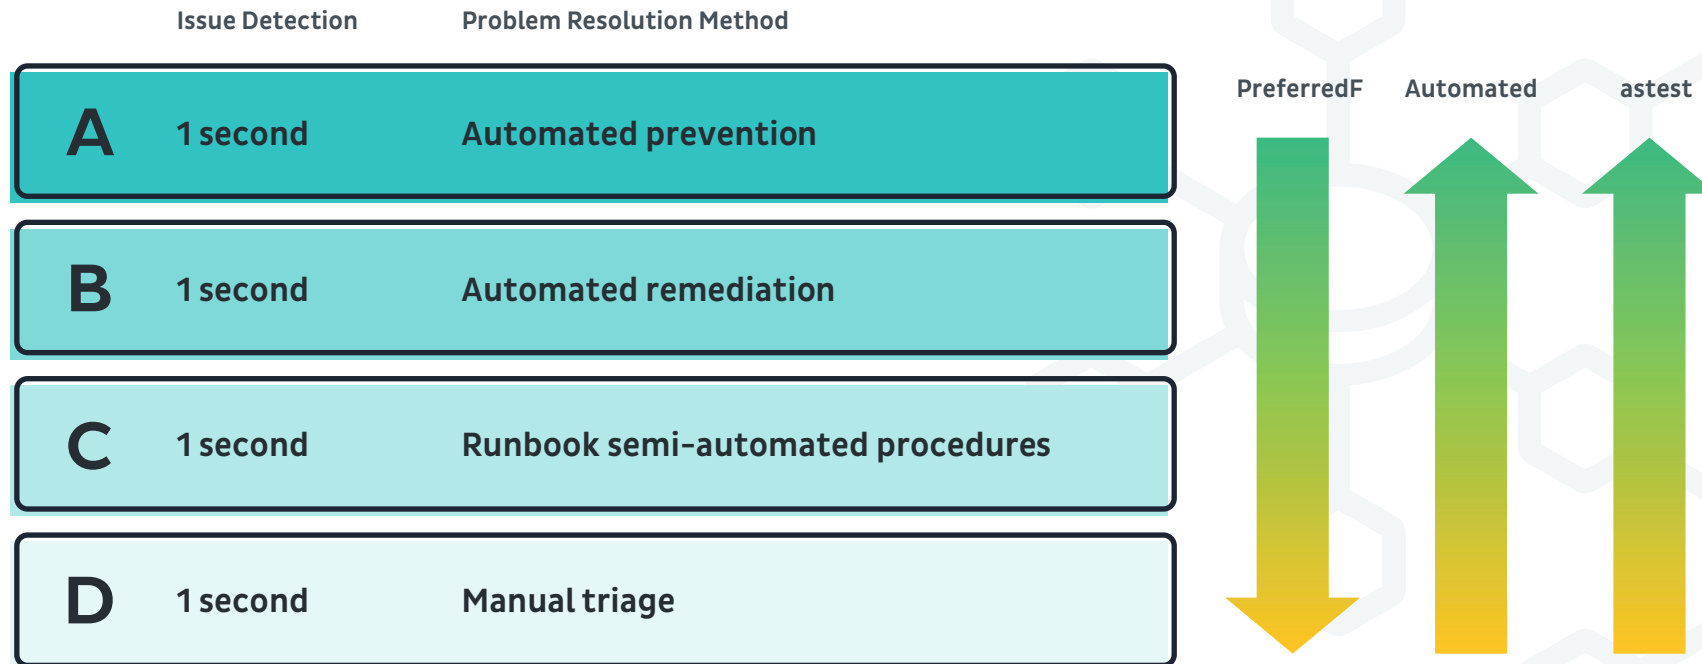 Issue Detection Problem Resolution Method
PreferredF Automated astest
A 1 second Automated prevention
B 1 second Automated remediation
C 1 second Runbook semi-automated procedures
D 1 second Manual triage